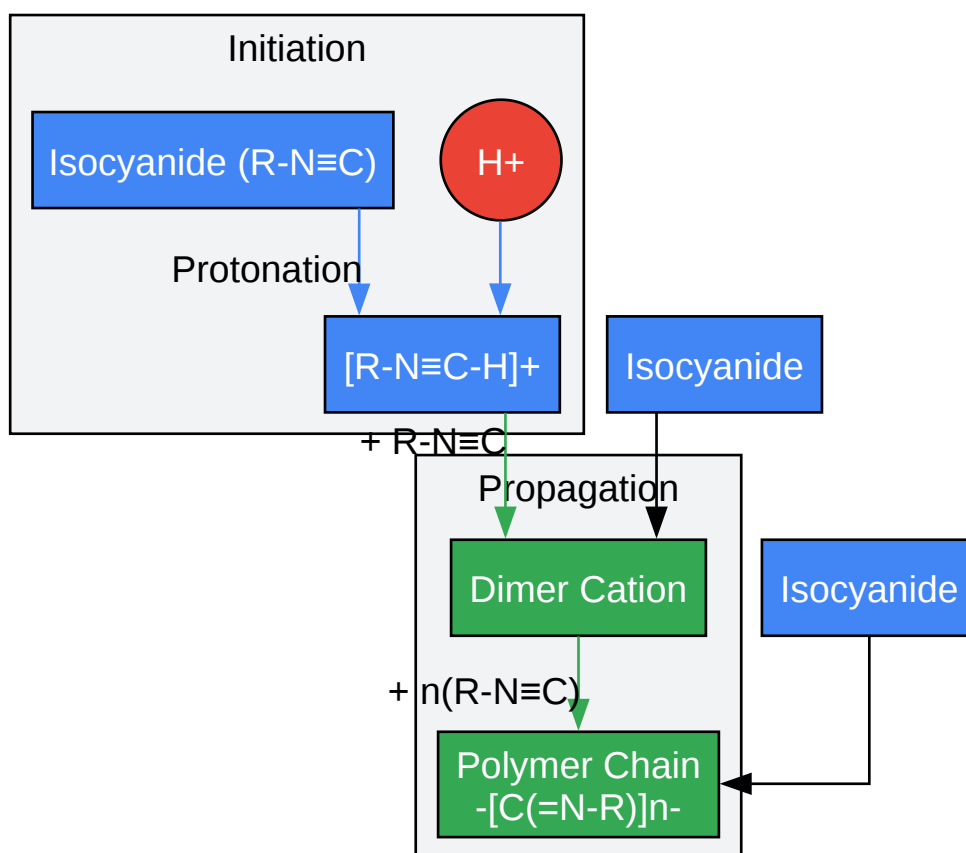 Initiation
Isocyanide (R-N≡C)
H+
Protonation
[R-N≡C-H]+
Isocyanide
+ R-N≡C
Propagation
Dimer Cation
Isocyanide
+ n(R-N≡C)
Polymer Chain
-[C(=N-R)]n-